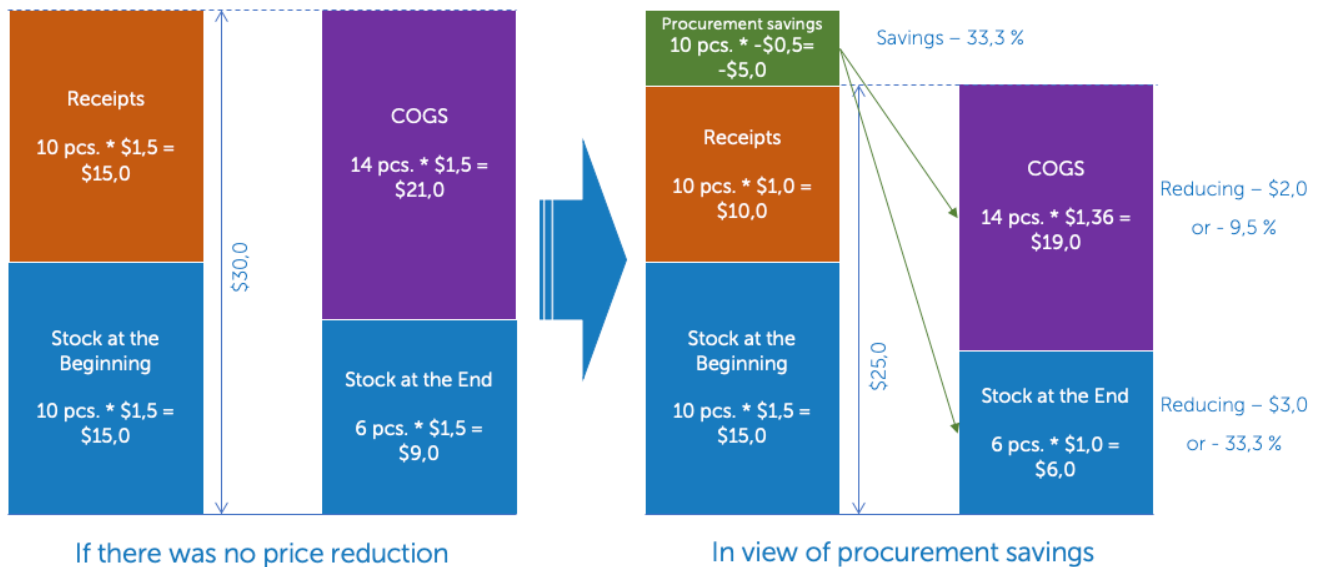 Receipts
10 pcs. * $1,5 =
$15,0
Stock at the
Beginning
10 pcs. * $1,5 =
$15,0
$30,0
COGS
14 pcs. * $1,5 =
$21,0
Stock at the End
6 pcs. * $1,5 =
$9,0
If there was no price reduction
Procurement savings
10 pcs. * -$0,5=
-$5,0
Savings – 33,3 %
Receipts
10 pcs. * $1,0 =
$10,0
Stock at the
Beginning
10 pcs. * $1,5 =
$15,0
$25,0
COGS
14 pcs. * $1,36 =
$19,0
Reducing – $2,0
or - 9,5 %
Stock at the End
6 pcs. * $1,0 =
$6,0
Reducing – $3,0
or - 33,3 %
In view of procurement savings